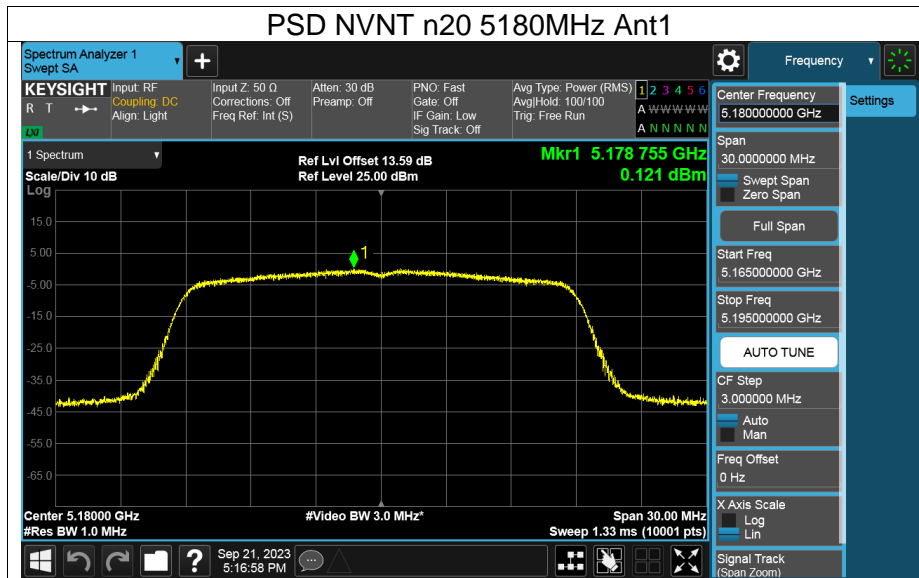 PSD NVNT n20 5180MHz Ant1
Spectrum Analyzer 1
Swept SA
+
Frequency
KEYSIGHT
R T
LXI
Input: RF
Coupling: DC
Align: Light
Input Z: 50 Ω
Corrections: Off
Freq Ref: Int (S)
Atten: 30 dB
Preamp: Off
PNO: Fast
Gate: Off
IF Gain: Low
Sig Track: Off
Avg Type: Power (RMS)
Avg|Hold: 100/100
Trig: Free Run
1 2 3 4 5 6
A W W W W W
A N N N N N
1 Spectrum
Scale/Div 10 dB
Ref Lvl Offset 13.59 dB
Ref Level 25.00 dBm
Mkr1 5.178 755 GHz
0.121 dBm
Log
15.0
5.00
-5.00
-15.0
-25.0
-35.0
-45.0
-55.0
-65.0
1
Center 5.18000 GHz
#Res BW 1.0 MHz
#Video BW 3.0 MHz*
Span 30.00 MHz
Sweep 1.33 ms (10001 pts)
Center Frequency
5.180000000 GHz
Settings
Span
30.0000000 MHz
Swept Span
Zero Span
Full Span
Start Freq
5.165000000 GHz
Stop Freq
5.195000000 GHz
AUTO TUNE
CF Step
3.000000 MHz
Auto
Man
Freq Offset
0 Hz
X Axis Scale
Log
Lin
Signal Track
(Span Zoom)
?
Sep 21, 2023
5:16:58 PM